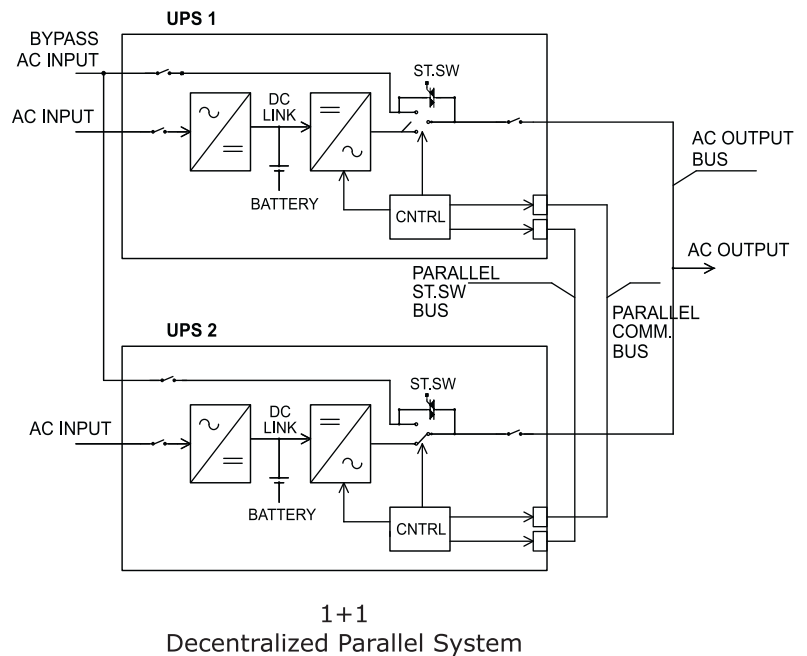 UPS 1
BYPASS
AC INPUT
ST.SW
DC
LINK
AC INPUT
AC OUTPUT
BUS
BATTERY
CNTRL
AC OUTPUT
PARALLEL
ST.SW
BUS
PARALLEL
COMM.
BUS
UPS 2
ST.SW
DC
LINK
AC INPUT
BATTERY
CNTRL
1+1
Decentralized Parallel System